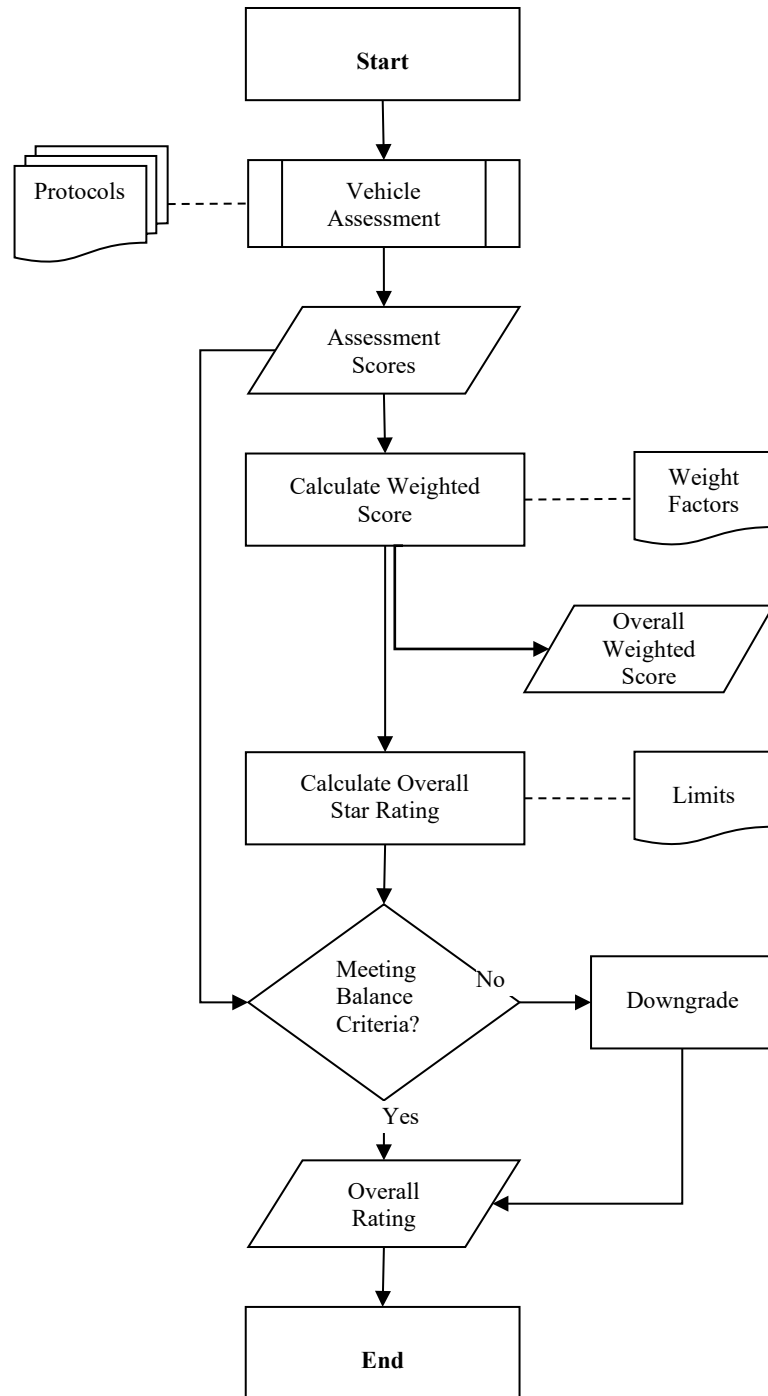 Start
Protocols
Vehicle
Assessment
Assessment
Scores
Calculate Weighted
Score
Weight
Factors
Overall
Weighted
Score
Calculate Overall
Star Rating
Limits
Meeting
Balance
Criteria?
No
Downgrade
Yes
Overall
Rating
End